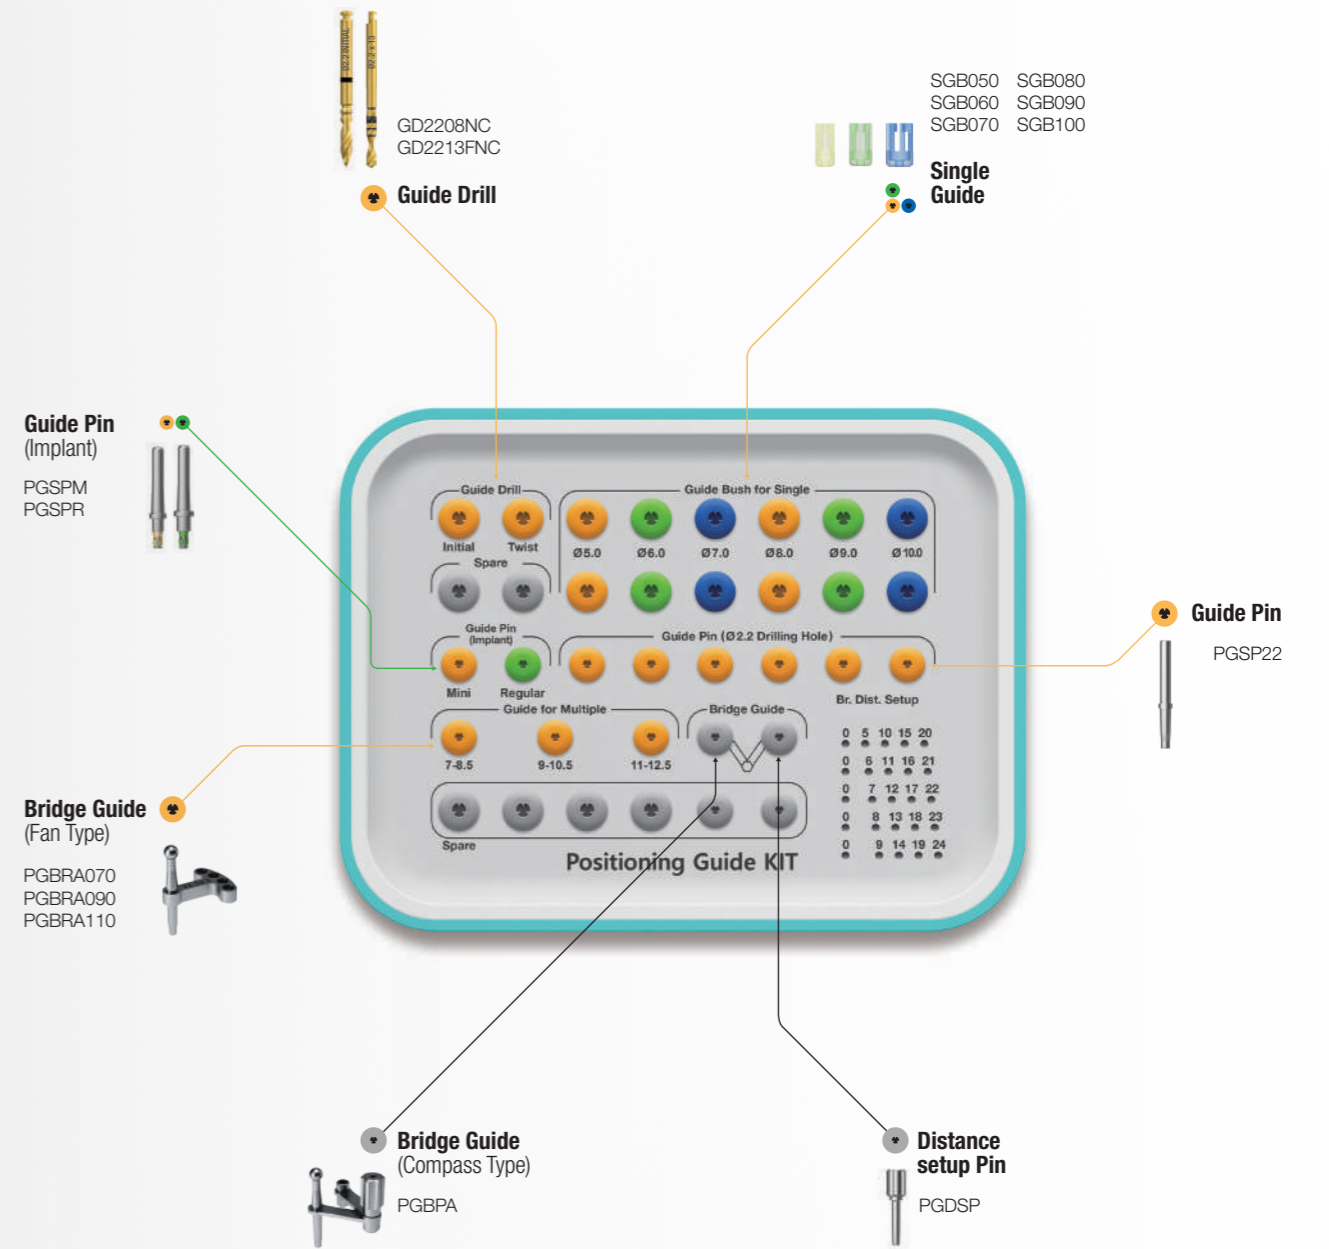 Ø2.2 INITIAL
Ø2.2 x 13
GD2208NC
GD2213FNC
Guide Drill
SGB050 SGB080
SGB060 SGB090
SGB070 SGB100
Single
Guide
Guide Pin
(Implant)
PGSPM
PGSPR
Guide Drill
Initial Twist
Guide Bush for Single
Ø5.0 Ø6.0 Ø7.0 Ø8.0 Ø9.0 Ø10.0
Spare
Guide Pin
(Implant)
Mini Regular
Guide Pin (Ø2.2 Drilling Hole)
Guide Pin
PGSP22
Guide for Multiple
7-8.5 9-10.5 11-12.5
Bridge Guide
Br. Dist. Setup
0 5 10 15 20
0 6 11 16 21
0 7 12 17 22
0 8 13 18 23
0 9 14 19 24
Spare
Positioning Guide KIT
Bridge Guide
(Fan Type)
PGBRA070
PGBRA090
PGBRA110
Bridge Guide
(Compass Type)
PGBPA
Distance
setup Pin
PGDSP